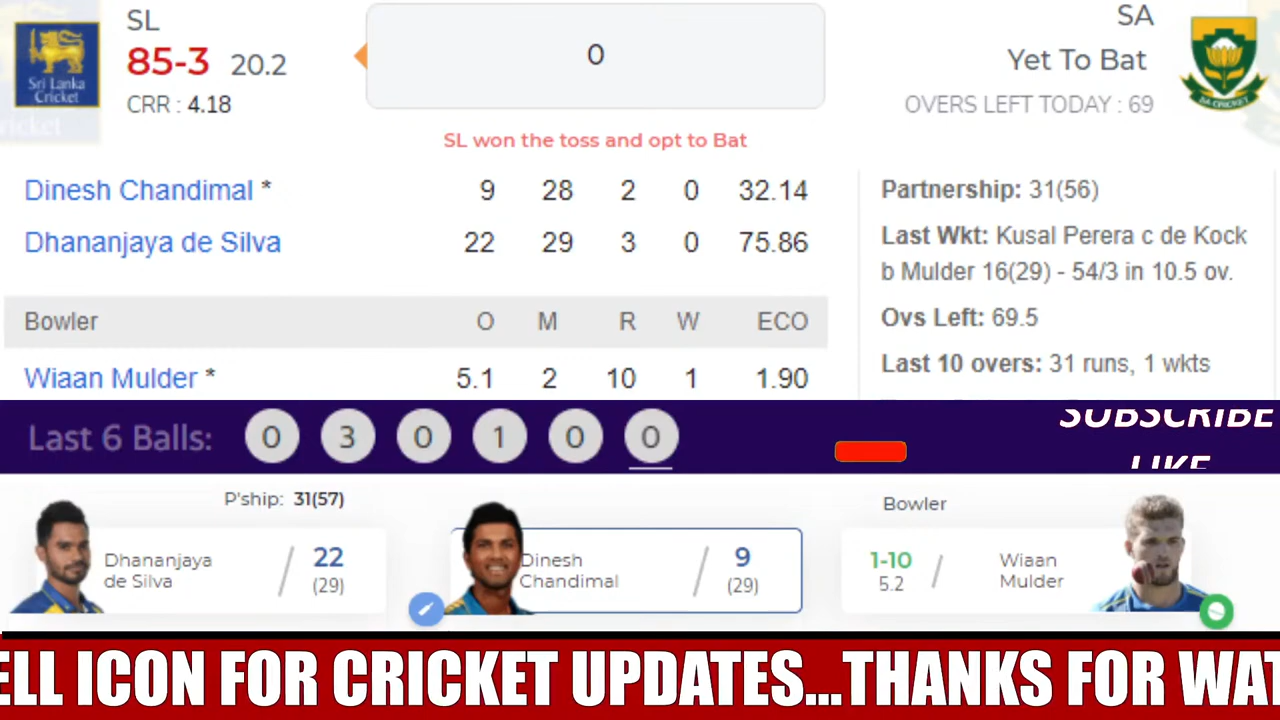 SL
85-3 20.2
CRR : 4.18
Sri Lanka
Cricket
0
SA
Yet To Bat
OVERS LEFT TODAY : 69
SA CRICKET
SL won the toss and opt to Bat
Dinesh Chandimal * 9 28 2 0 32.14
Dhananjaya de Silva 22 29 3 0 75.86
Bowler O M R W ECO
Wiaan Mulder * 5.1 2 10 1 1.90
Partnership: 31(56)
Last Wkt: Kusal Perera c de Kock
b Mulder 16(29) - 54/3 in 10.5 ov.
Ovs Left: 69.5
Last 10 overs: 31 runs, 1 wkts
Last 6 Balls: 0 3 0 1 0 0
SUBSCRIBE
LIKE
P'ship: 31(57)
Dhananjaya
de Silva
22
(29)
Dinesh
Chandimal
9
(29)
Bowler
1-10
5.2
Wiaan
Mulder
ELL ICON FOR CRICKET UPDATES...THANKS FOR WAT